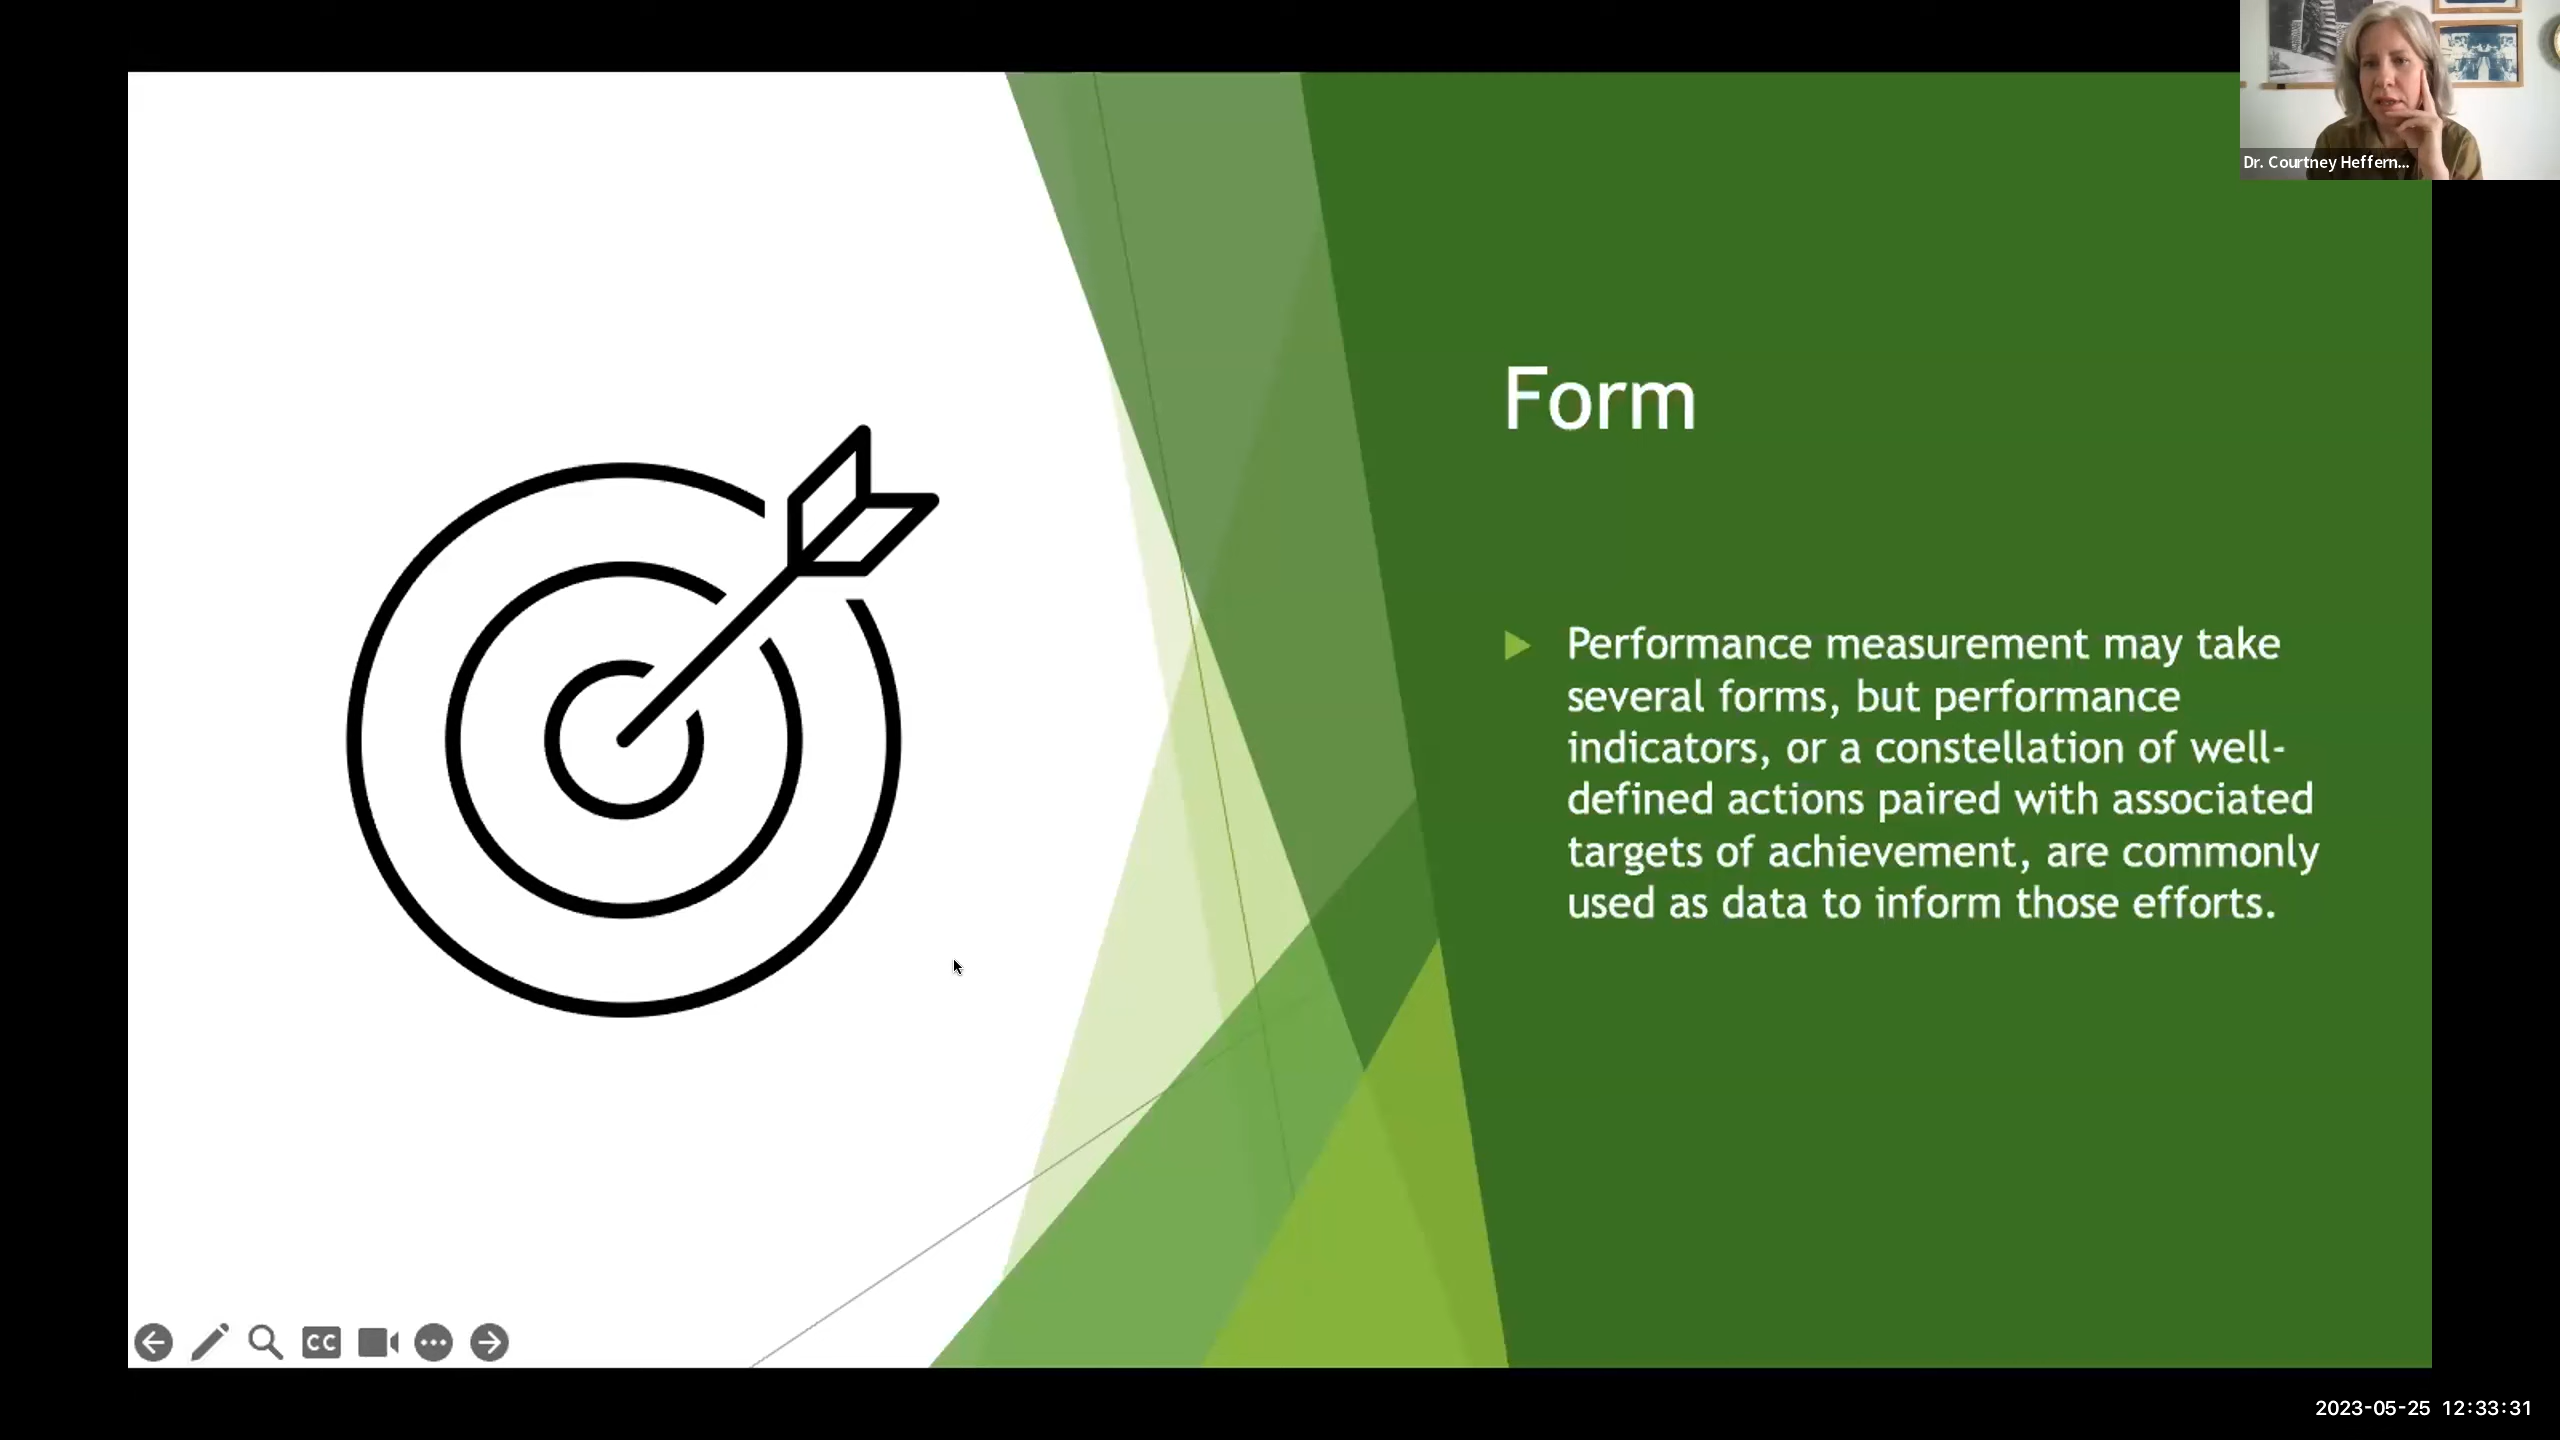 Dr. Courtney Heffern...
Form
Performance measurement may take
several forms, but performance
indicators, or a constellation of well-
defined actions paired with associated
targets of achievement, are commonly
used as data to inform those efforts.
CC
2023-05-25 12:33:31